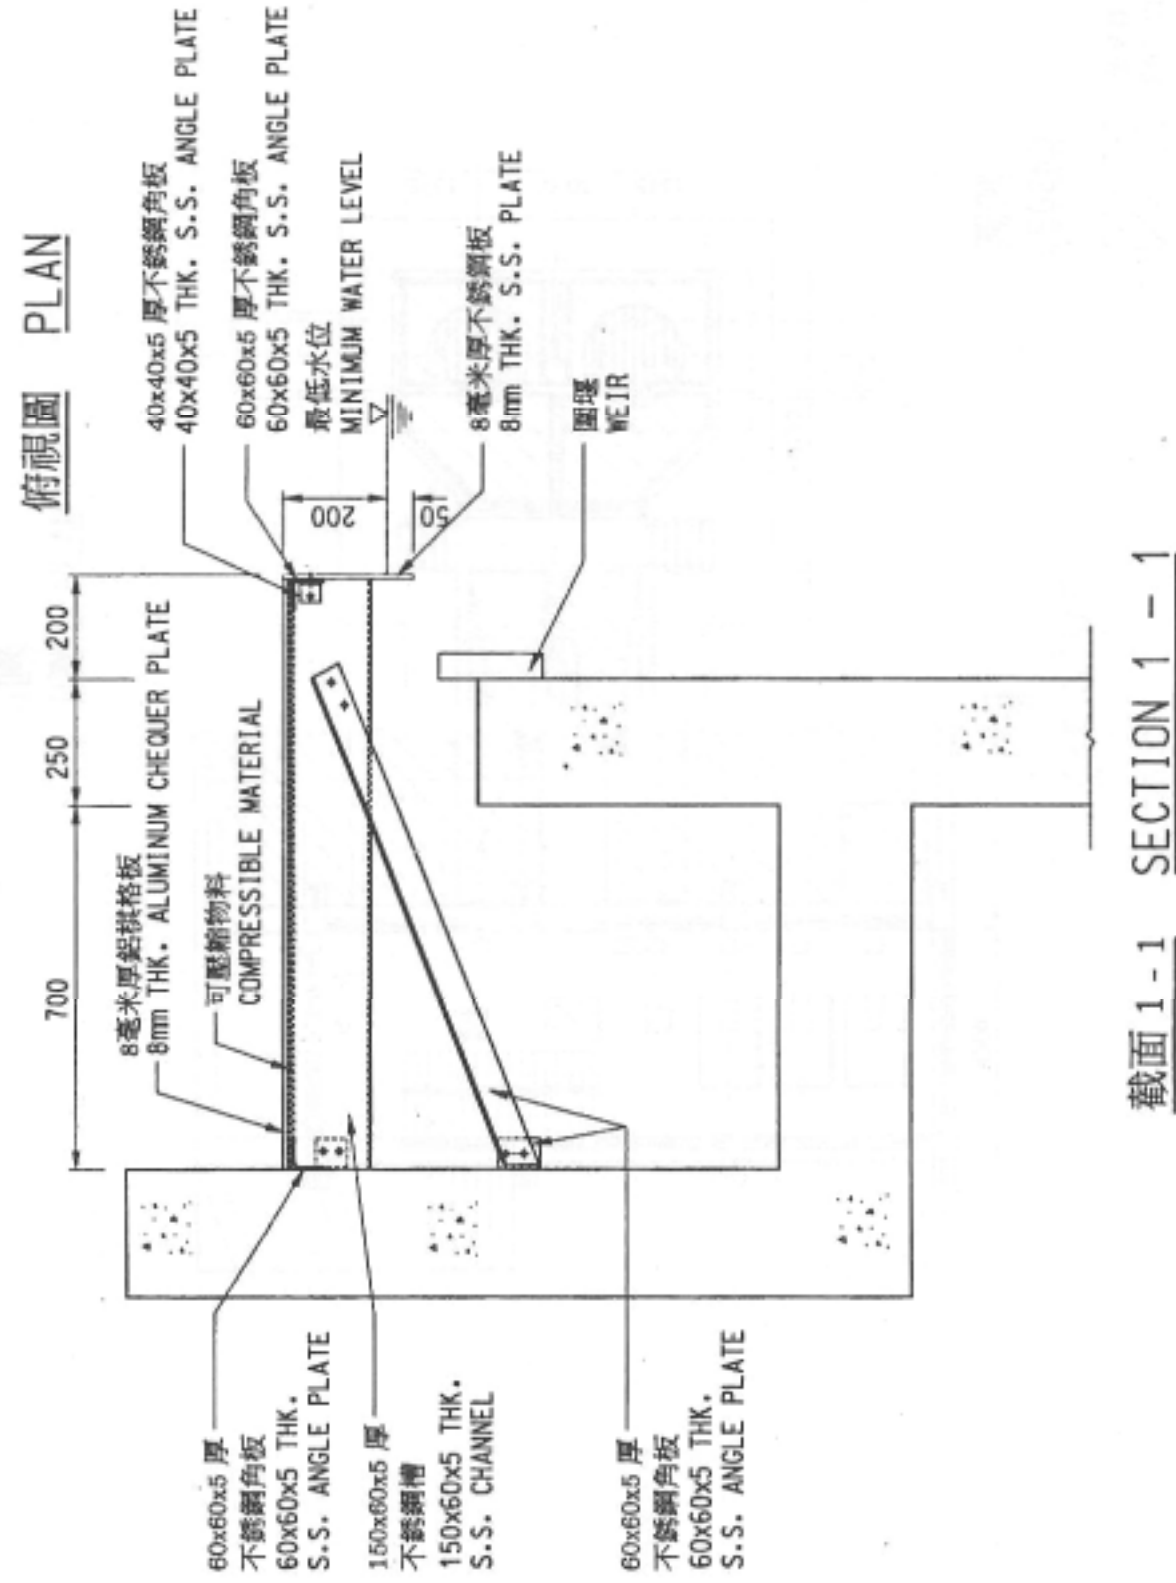 俯視圖 PLAN
40x40x5 厚不銹鋼角板
40x40x5 THK. S.S. ANGLE PLATE
60x60x5 厚不銹鋼角板
60x60x5 THK. S.S. ANGLE PLATE
最低水位
MINIMUM WATER LEVEL
8毫米厚不銹鋼板
8mm THK. S.S. PLATE
圍堰
WEIR
200
50
700
250
200
8毫米厚鋁棋格板
8mm THK. ALUMINUM CHEQUER PLATE
可壓縮物料
COMPRESSIBLE MATERIAL
60x60x5 厚
不銹鋼角板
60x60x5 THK.
S.S. ANGLE PLATE
150x60x5 厚
不銹鋼槽
150x60x5 THK.
S.S. CHANNEL
60x60x5 厚
不銹鋼角板
60x60x5 THK.
S.S. ANGLE PLATE
截面 1 - 1 SECTION 1 - 1